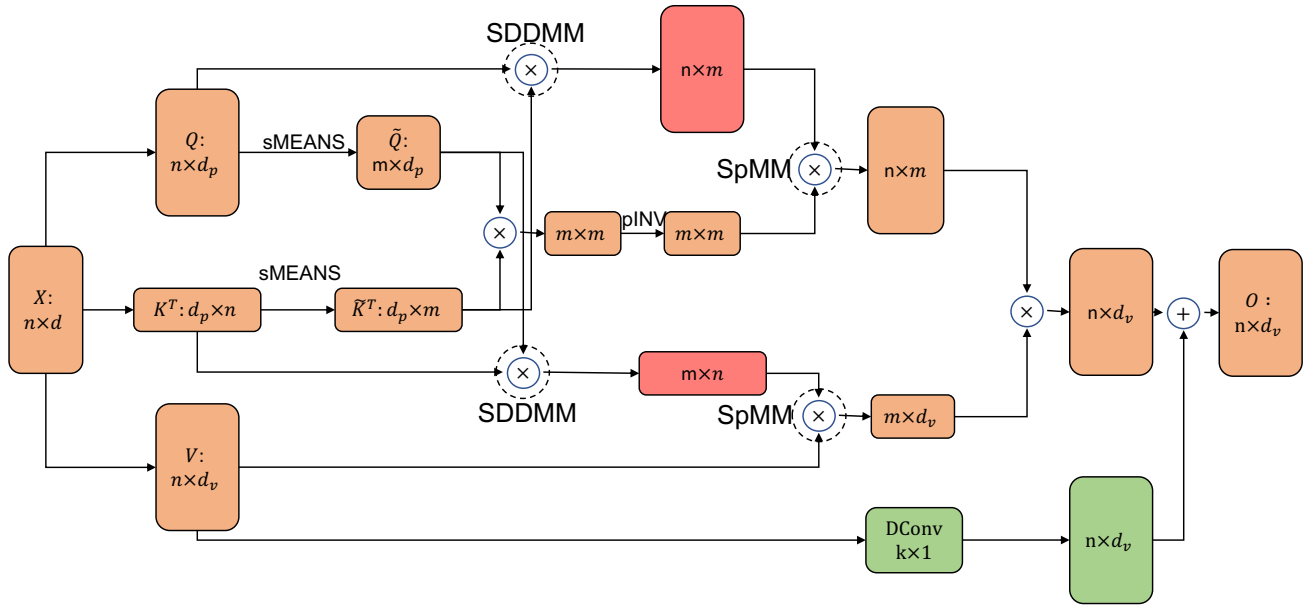 SDDMM
×
n×m
Q:
n×d_p
sMEANS
Q̃:
m×d_p
SpMM
×
n×m
×
m×m
pINV
m×m
X:
n×d
sMEANS
K^T: d_p×n
K̃^T: d_p×m
×
n×d_v
+
O :
n×d_v
×
SDDMM
m×n
SpMM
×
m×d_v
V:
n×d_v
DConv
k×1
n×d_v